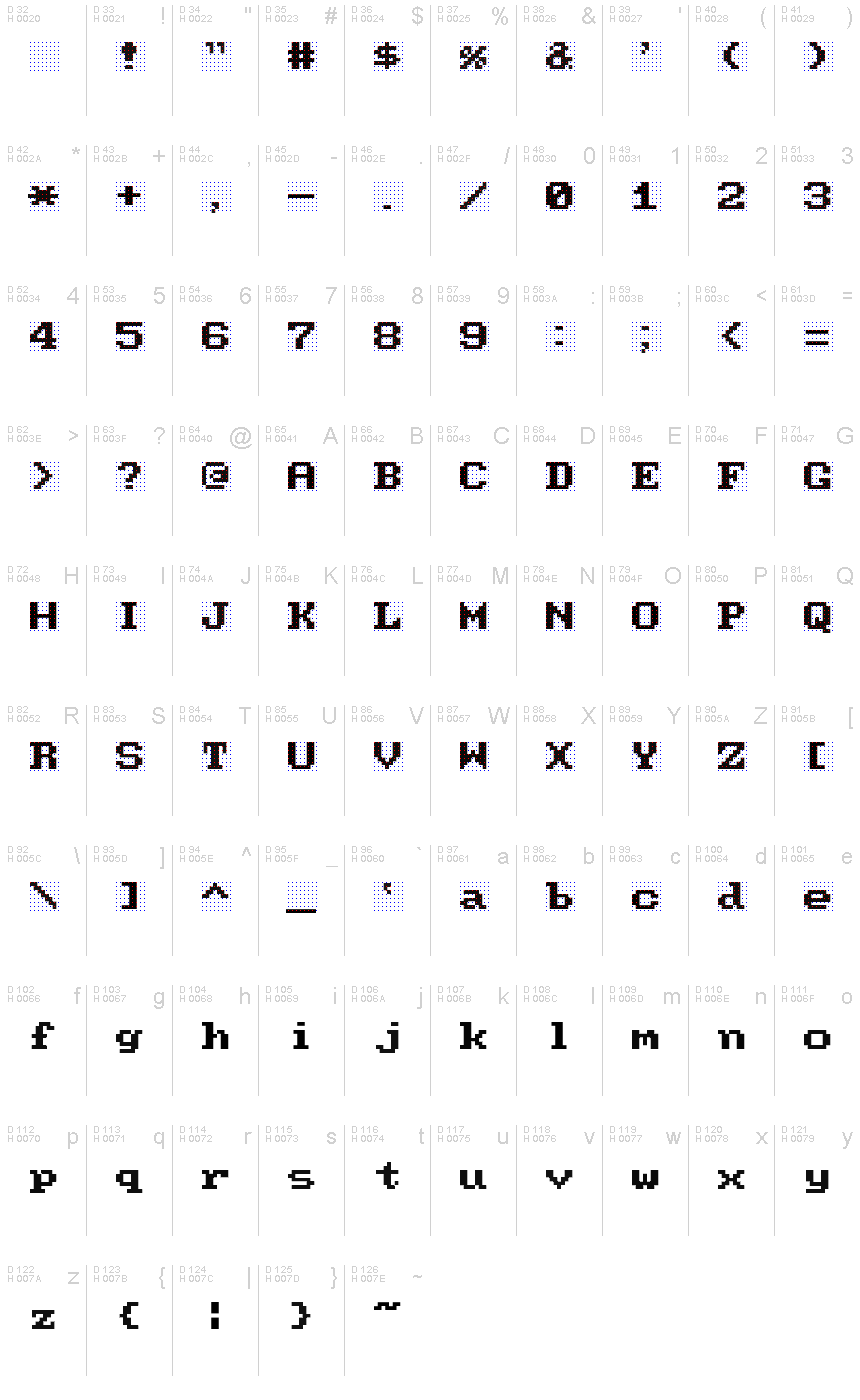 D 32 D 33 ! D 34 " D 35 # D 36 $ D 37 % D 38 & D 39 ' D 40 ( D 41 )
H 0020 H 0021 H 0022 H 0023 H 0024 H 0025 H 0026 H 0027 H 0028 H 0029
! " # $ % & ' ( )
D 42 * D 43 + D 44 , D 45 - D 46 . D 47 / D 48 0 D 49 1 D 50 2 D 51 3
H 002A H 002B H 002C H 002D H 002E H 002F H 0030 H 0031 H 0032 H 0033
* + , - . / 0 1 2 3
D 52 4 D 53 5 D 54 6 D 55 7 D 56 8 D 57 9 D 58 : D 59 ; D 60 < D 61 =
H 0034 H 0035 H 0036 H 0037 H 0038 H 0039 H 003A H 003B H 003C H 003D
4 5 6 7 8 9 : ; < =
D 62 > D 63 ? D 64 @ D 65 A D 66 B D 67 C D 68 D D 69 E D 70 F D 71 G
H 003E H 003F H 0040 H 0041 H 0042 H 0043 H 0044 H 0045 H 0046 H 0047
> ? @ A B C D E F G
D 72 H D 73 I D 74 J D 75 K D 76 L D 77 M D 78 N D 79 O D 80 P D 81 Q
H 0048 H 0049 H 004A H 004B H 004C H 004D H 004E H 004F H 0050 H 0051
H I J K L M N O P Q
D 82 R D 83 S D 84 T D 85 U D 86 V D 87 W D 88 X D 89 Y D 90 Z D 91 [
H 0052 H 0053 H 0054 H 0055 H 0056 H 0057 H 0058 H 0059 H 005A H 005B
R S T U V W X Y Z [
D 92 \ D 93 ] D 94 ^ D 95 _ D 96 ` D 97 a D 98 b D 99 c D 100 d D 101 e
H 005C H 005D H 005E H 005F H 0060 H 0061 H 0062 H 0063 H 0064 H 0065
\ ] ^ _ ` a b c d e
D 102 f D 103 g D 104 h D 105 i D 106 j D 107 k D 108 l D 109 m D 110 n D 111 o
H 0066 H 0067 H 0068 H 0069 H 006A H 006B H 006C H 006D H 006E H 006F
f g h i j k l m n o
D 112 p D 113 q D 114 r D 115 s D 116 t D 117 u D 118 v D 119 w D 120 x D 121 y
H 0070 H 0071 H 0072 H 0073 H 0074 H 0075 H 0076 H 0077 H 0078 H 0079
p q r s t u v w x y
D 122 z D 123 { D 124 | D 125 } D 126 ~
H 007A H 007B H 007C H 007D H 007E
z { | } ~